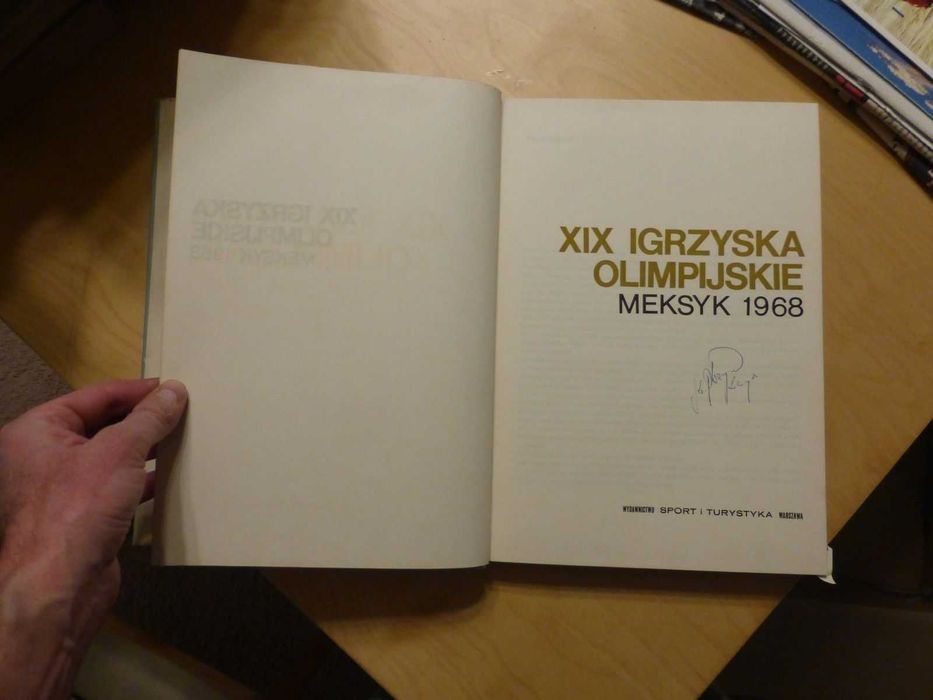 XIX IGRZYSKA
OLIMPIJSKIE
MEKSYK 1968
WYDAWNICTWO SPORT i TURYSTYKA WARSZAWA